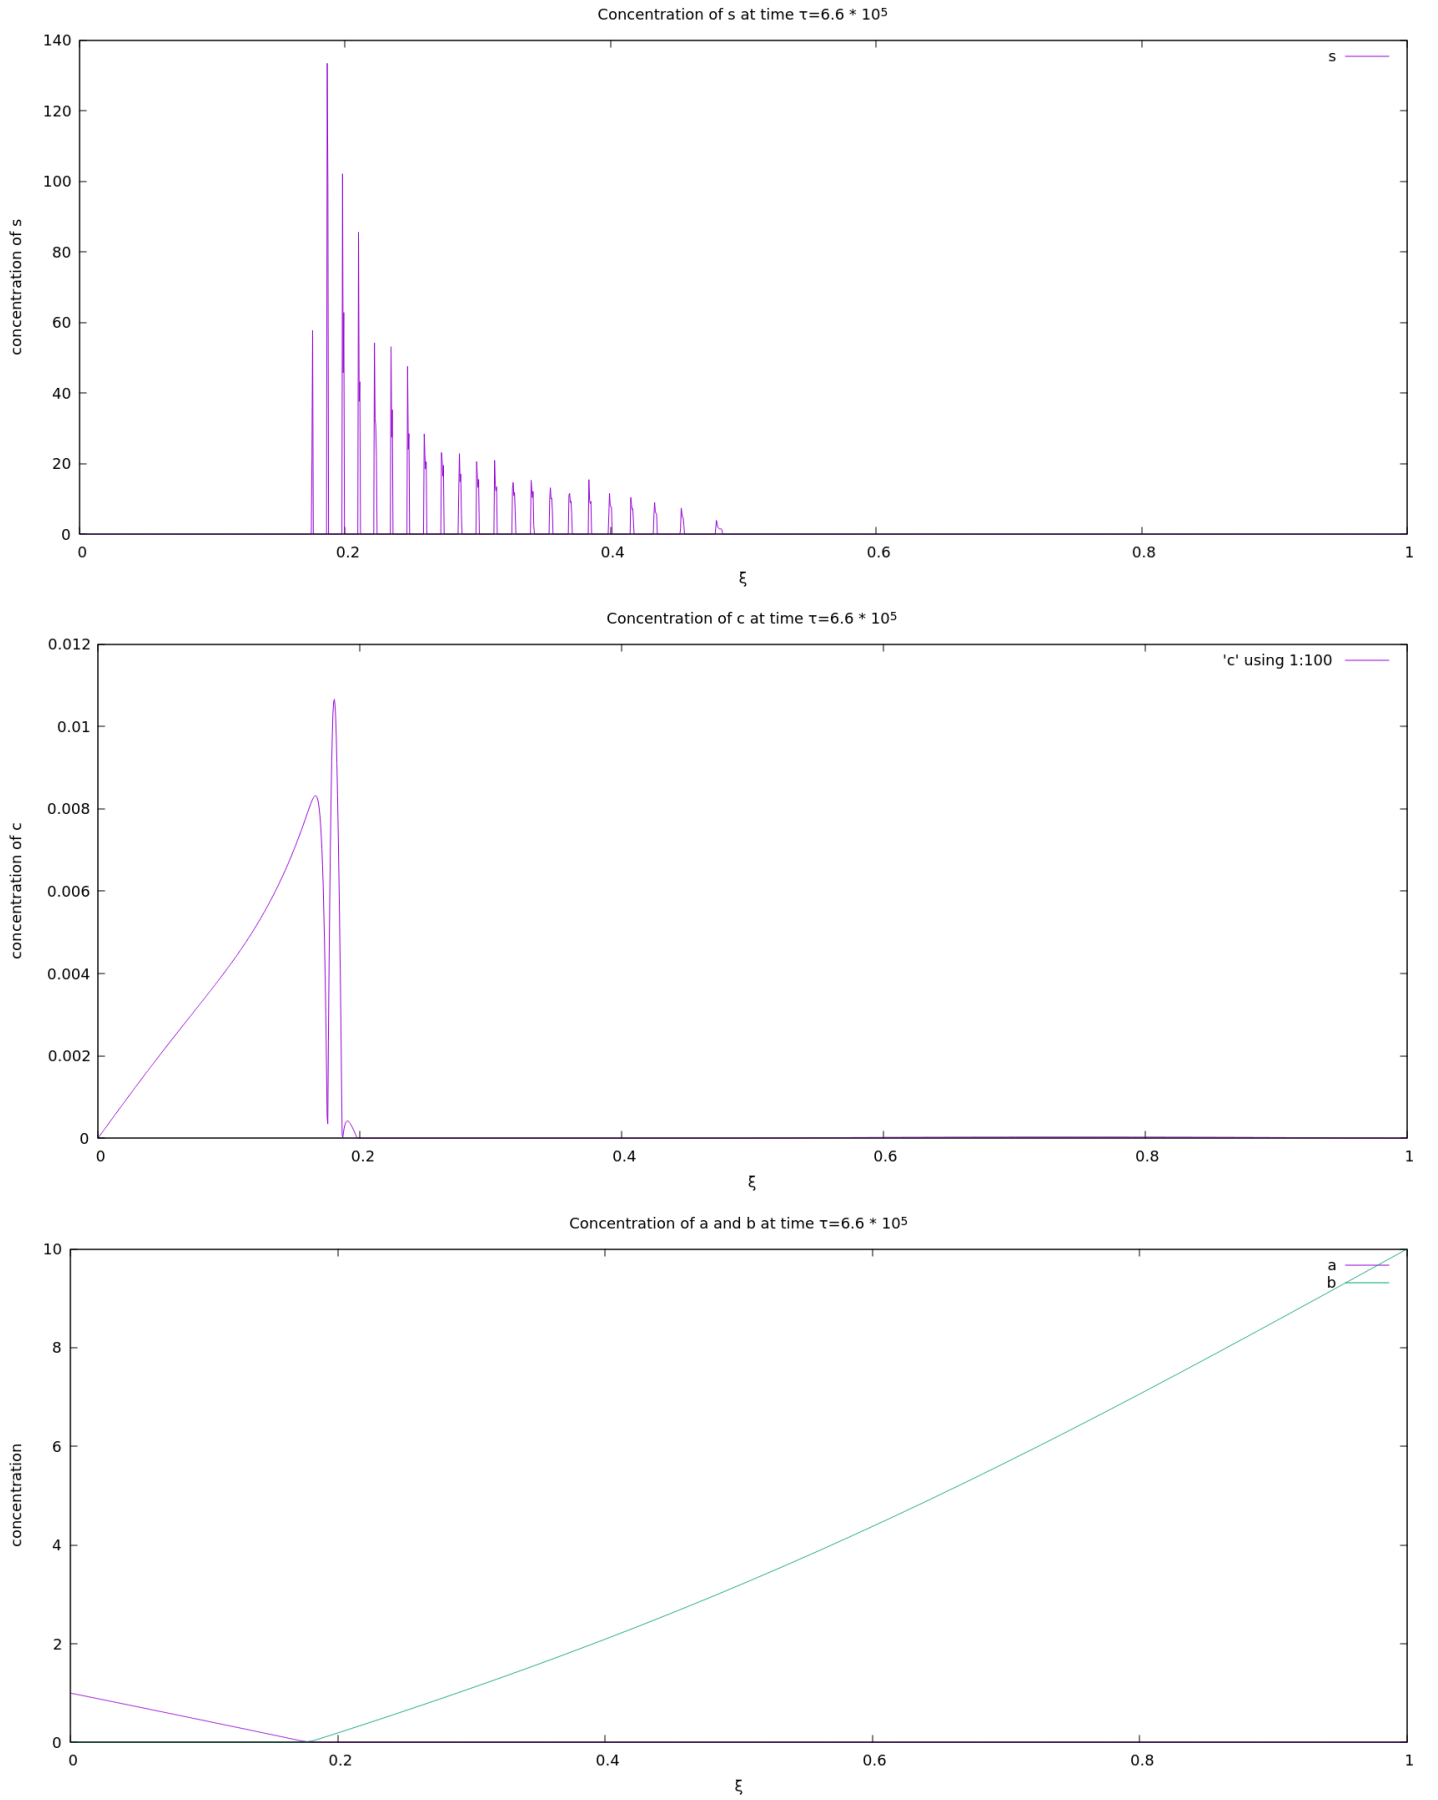 Concentration of s at time τ=6.6 * 10⁵
140
s
120
100
80
60
40
20
0
concentration of s
0 0.2 0.4 0.6 0.8 1
ξ
Concentration of c at time τ=6.6 * 10⁵
0.012
'c' using 1:100
0.01
0.008
0.006
0.004
0.002
0
concentration of c
0 0.2 0.4 0.6 0.8 1
ξ
Concentration of a and b at time τ=6.6 * 10⁵
10
a
b
8
6
4
2
0
concentration
0 0.2 0.4 0.6 0.8 1
ξ